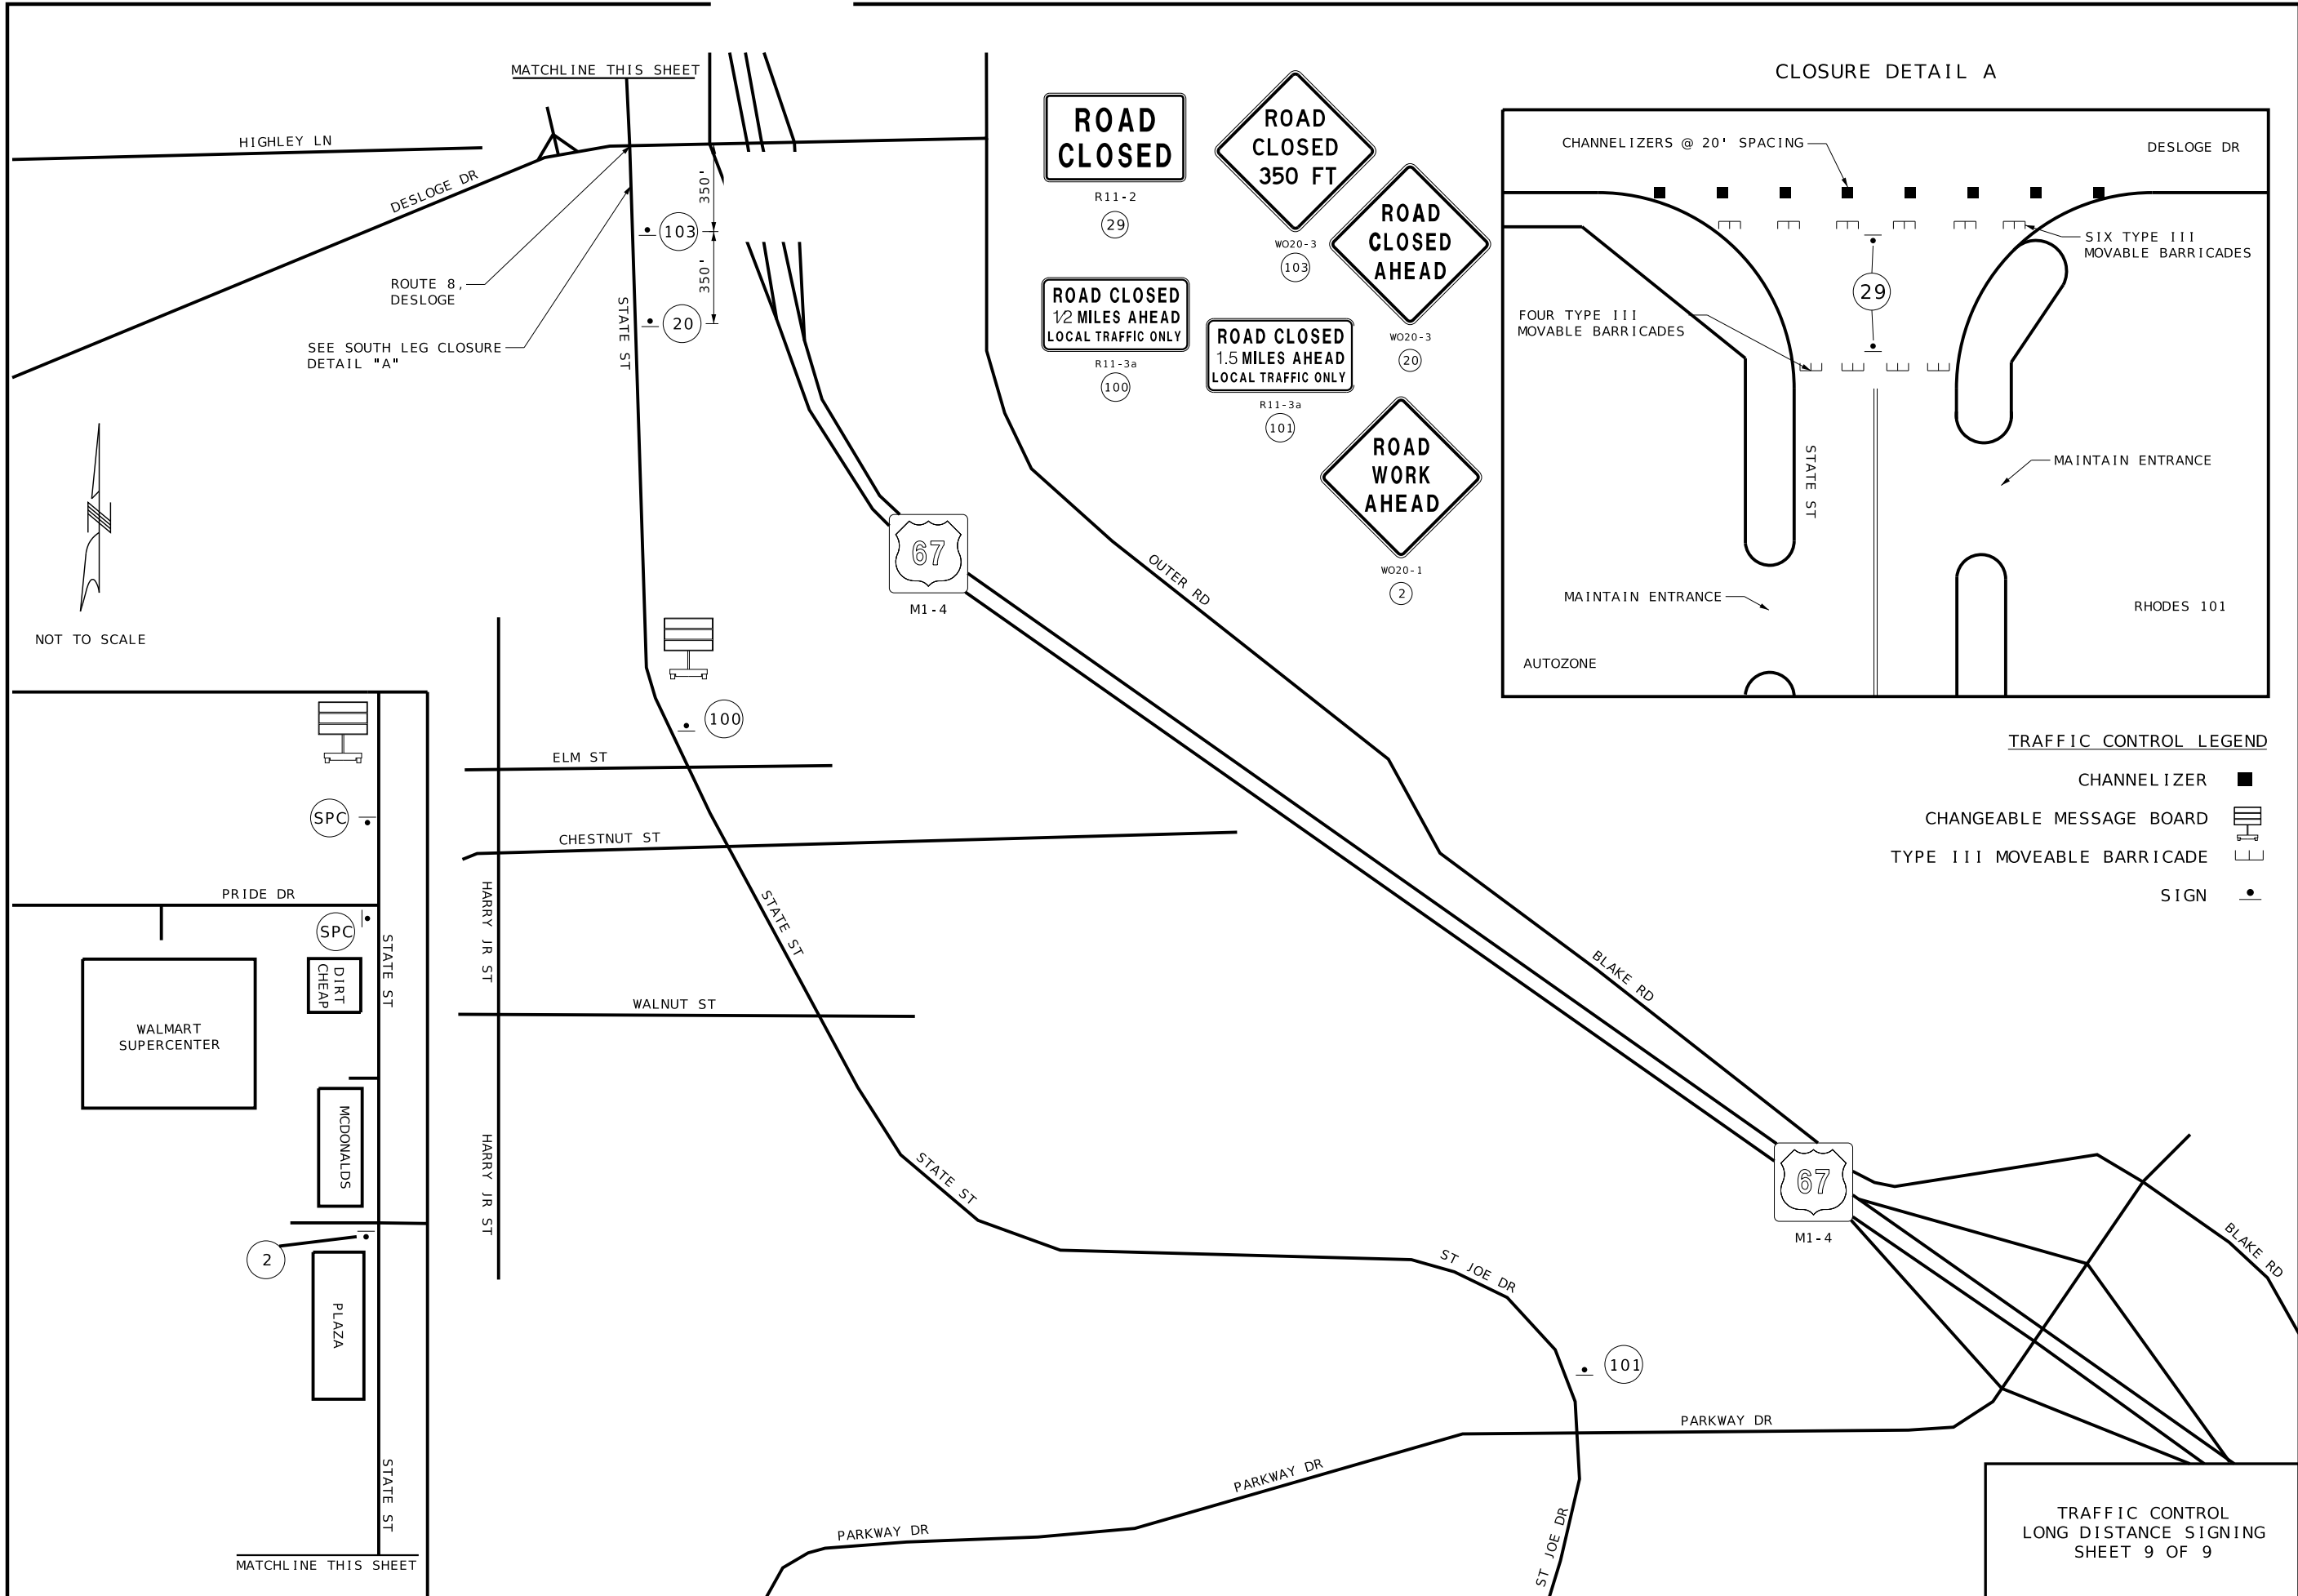 MATCHLINE THIS SHEET
HIGHLEY LN
DESLOGE DR
350'
103
350'
20
ROUTE 8,
DESLOGE
SEE SOUTH LEG CLOSURE
DETAIL "A"
STATE ST
N
NOT TO SCALE
ROAD
CLOSED
R11-2
29
ROAD
CLOSED
350 FT
WO20-3
103
ROAD
CLOSED
AHEAD
WO20-3
20
ROAD CLOSED
1/2 MILES AHEAD
LOCAL TRAFFIC ONLY
R11-3a
100
ROAD CLOSED
1.5 MILES AHEAD
LOCAL TRAFFIC ONLY
R11-3a
101
ROAD
WORK
AHEAD
WO20-1
2
CLOSURE DETAIL A
CHANNELIZERS @ 20' SPACING
DESLOGE DR
SIX TYPE III
MOVABLE BARRICADES
29
FOUR TYPE III
MOVABLE BARRICADES
STATE ST
MAINTAIN ENTRANCE
MAINTAIN ENTRANCE
RHODES 101
AUTOZONE
TRAFFIC CONTROL LEGEND
CHANNELIZER
CHANGEABLE MESSAGE BOARD
TYPE III MOVEABLE BARRICADE
SIGN
67
M1-4
OUTER RD
100
ELM ST
CHESTNUT ST
HARRY JR ST
STATE ST
WALNUT ST
HARRY JR ST
STATE ST
BLAKE RD
67
M1-4
BLAKE RD
ST JOE DR
101
PARKWAY DR
PARKWAY DR
PARKWAY DR
ST JOE DR
SPC
PRIDE DR
SPC
STATE ST
DIRT
CHEAP
WALMART
SUPERCENTER
MCDONALDS
2
PLAZA
STATE ST
MATCHLINE THIS SHEET
TRAFFIC CONTROL
LONG DISTANCE SIGNING
SHEET 9 OF 9